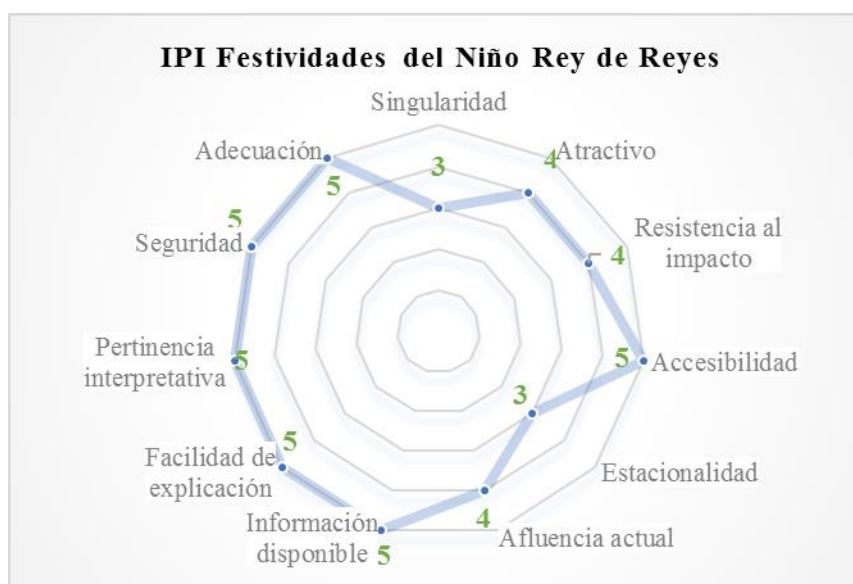 IPI Festividades del Niño Rey de Reyes
Singularidad
3
Atractivo
4
Resistencia al
impacto
4
Accesibilidad
5
Estacionalidad
3
Afluencia actual
4
Información
disponible
5
Facilidad de
explicación
5
Pertinencia
interpretativa
5
Seguridad
5
Adecuación
5